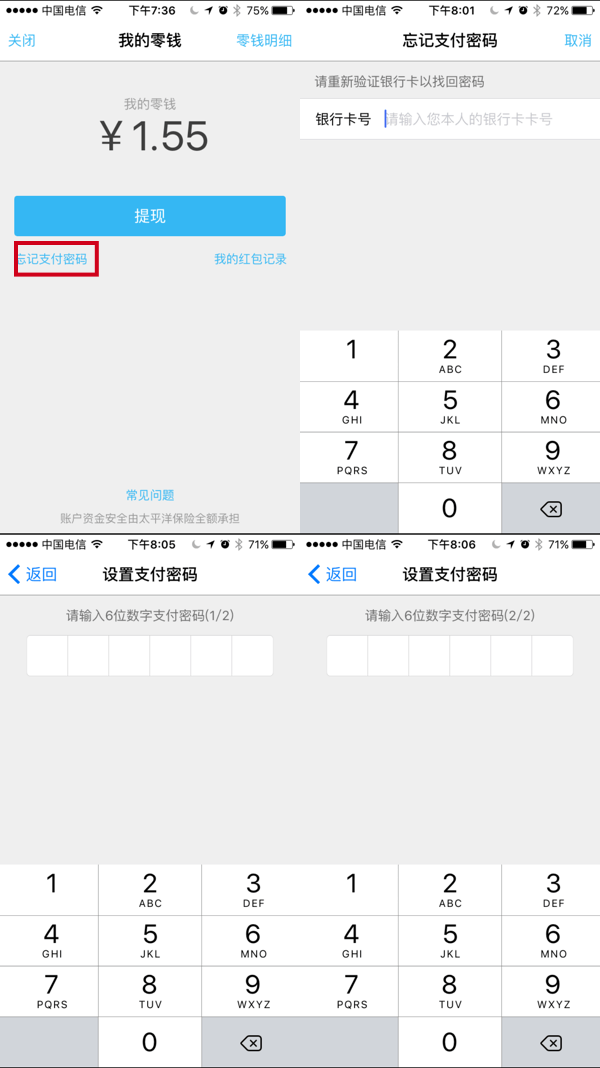 中国电信 下午7:36 75%
关闭 我的零钱 零钱明细
我的零钱
¥1.55
提现
忘记支付密码 我的红包记录
常见问题
账户资金安全由太平洋保险全额承担
中国电信 下午8:01 72%
忘记支付密码 取消
请重新验证银行卡以找回密码
银行卡号 请输入您本人的银行卡卡号
1 2 3
ABC DEF
4 5 6
GHI JKL MNO
7 8 9
PQRS TUV WXYZ
0
中国电信 下午8:05 71%
返回 设置支付密码
请输入6位数字支付密码(1/2)
1 2 3
ABC DEF
4 5 6
GHI JKL MNO
7 8 9
PQRS TUV WXYZ
0
中国电信 下午8:06 71%
返回 设置支付密码
请输入6位数字支付密码(2/2)
1 2 3
ABC DEF
4 5 6
GHI JKL MNO
7 8 9
PQRS TUV WXYZ
0